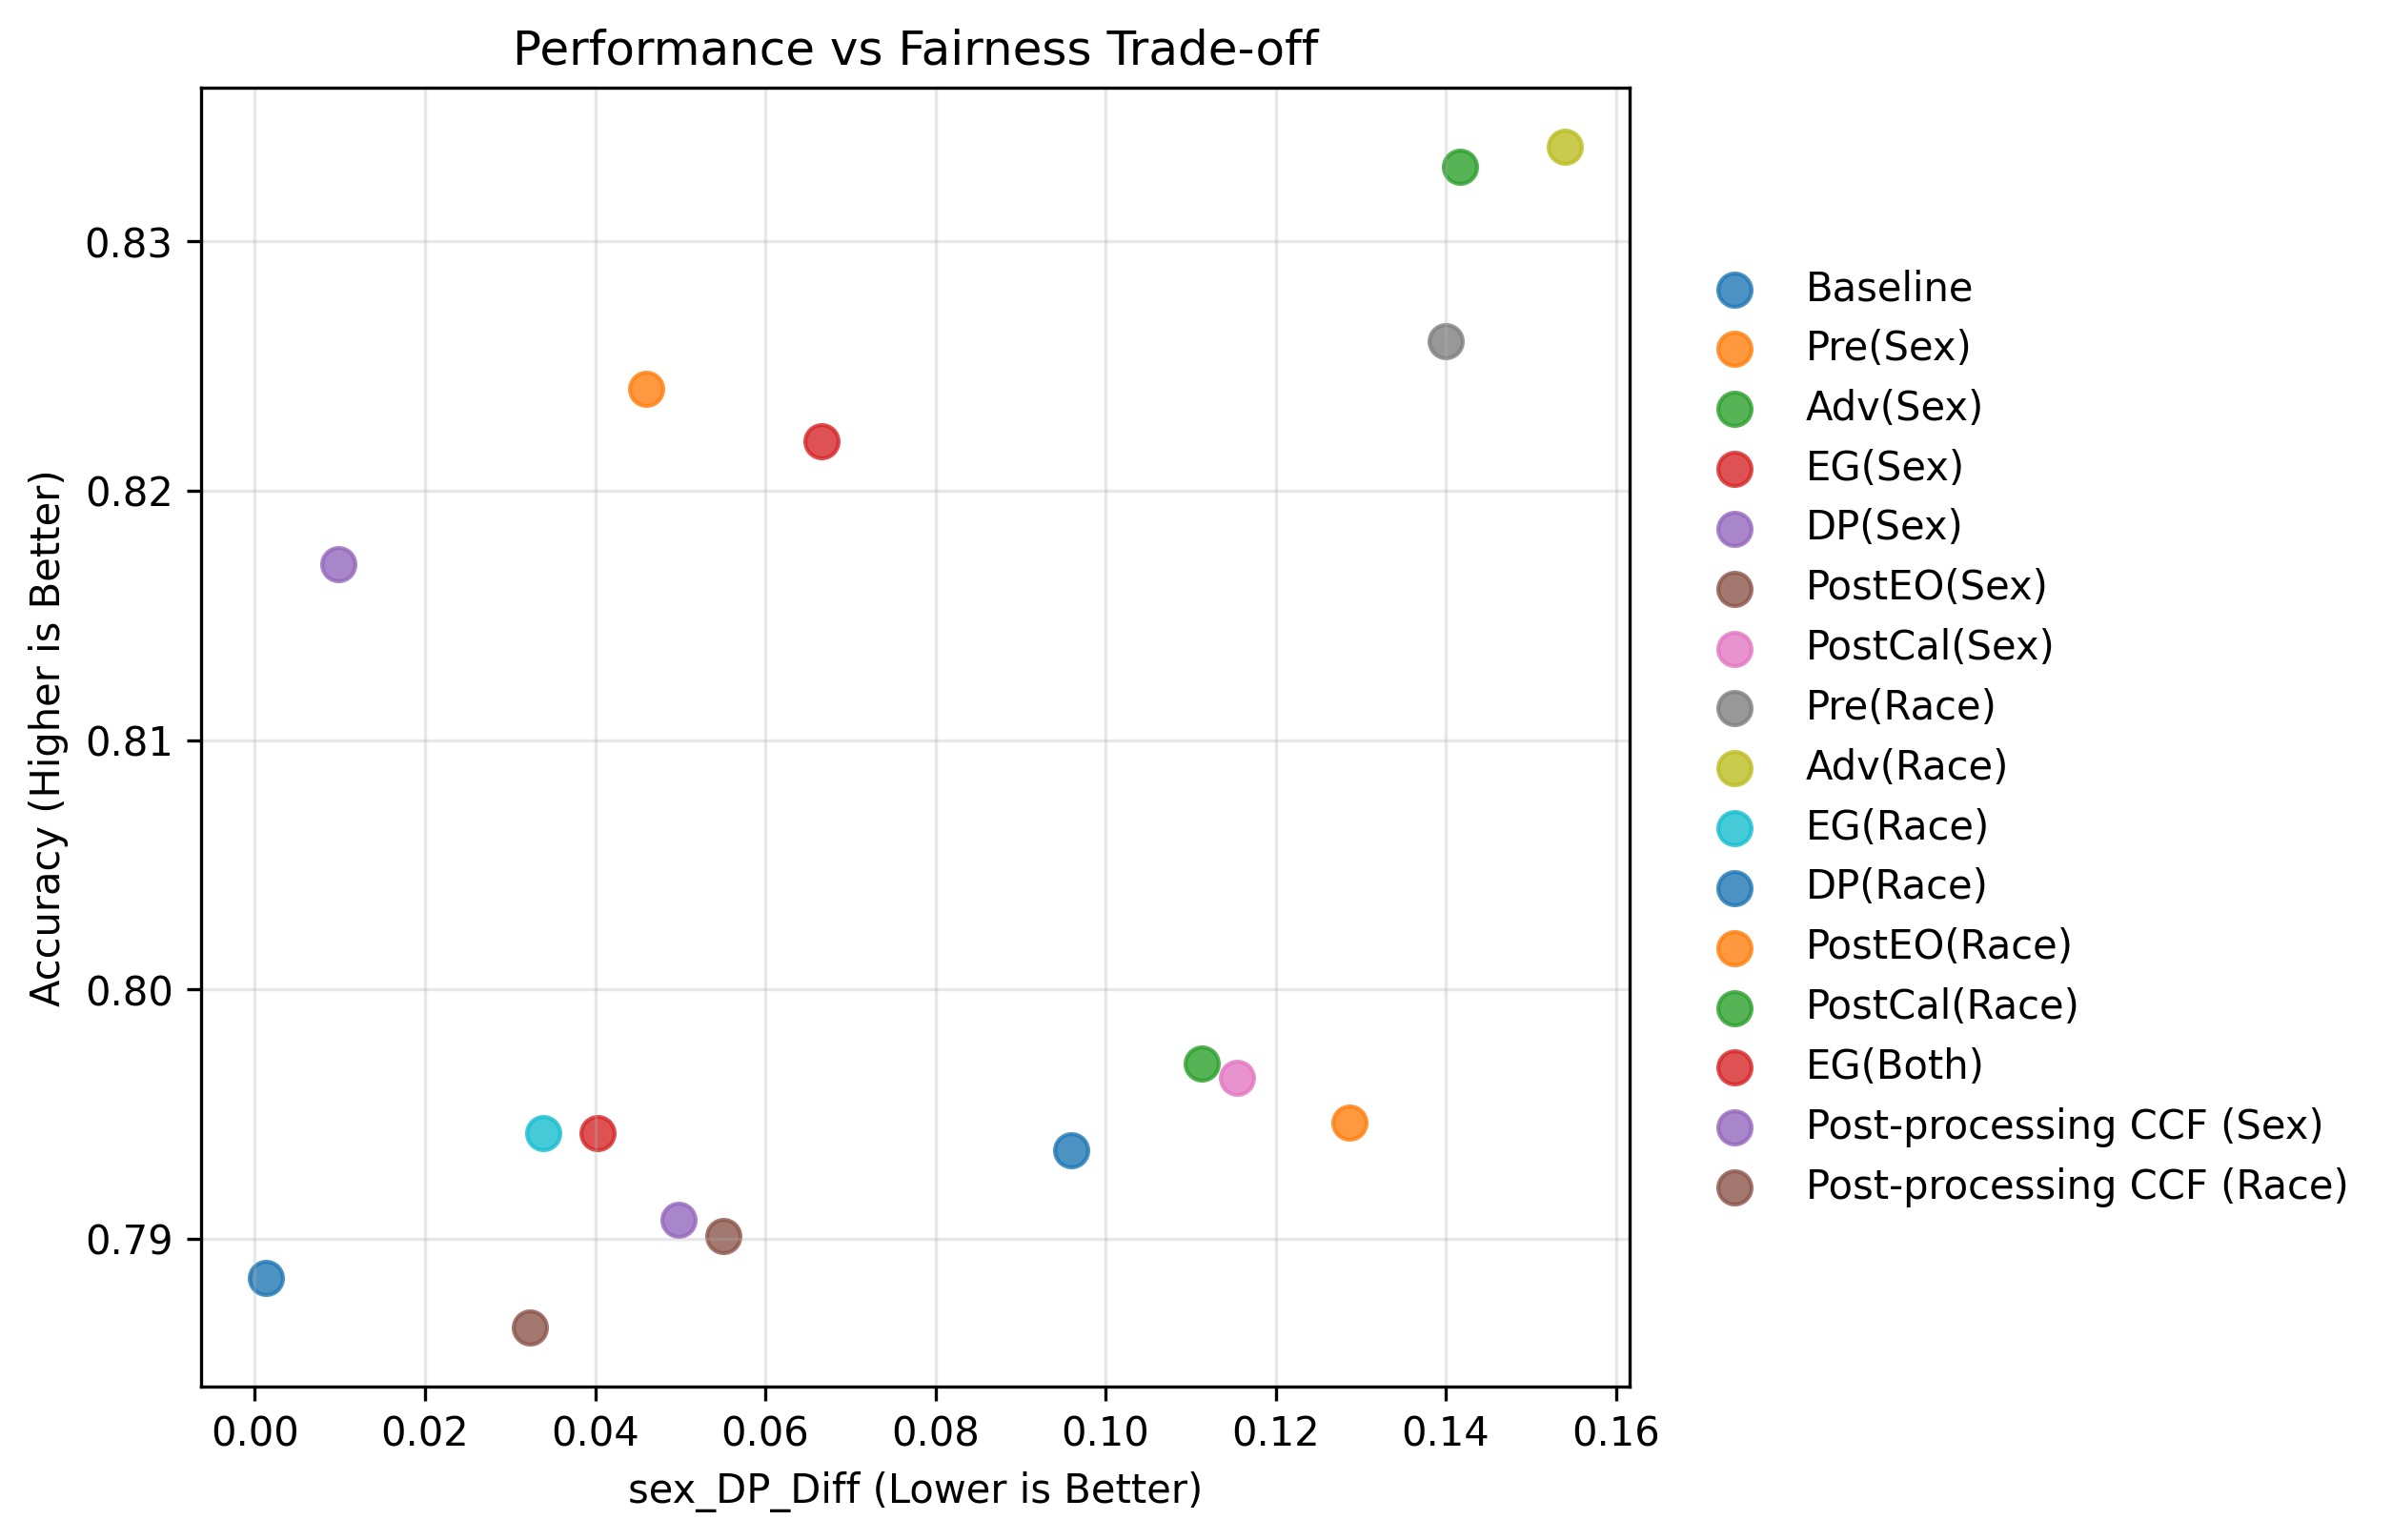 Performance vs Fairness Trade-off
Accuracy (Higher is Better)
0.83
0.82
0.81
0.80
0.79
0.00 0.02 0.04 0.06 0.08 0.10 0.12 0.14 0.16
sex_DP_Diff (Lower is Better)
Baseline
Pre(Sex)
Adv(Sex)
EG(Sex)
DP(Sex)
PostEO(Sex)
PostCal(Sex)
Pre(Race)
Adv(Race)
EG(Race)
DP(Race)
PostEO(Race)
PostCal(Race)
EG(Both)
Post-processing CCF (Sex)
Post-processing CCF (Race)